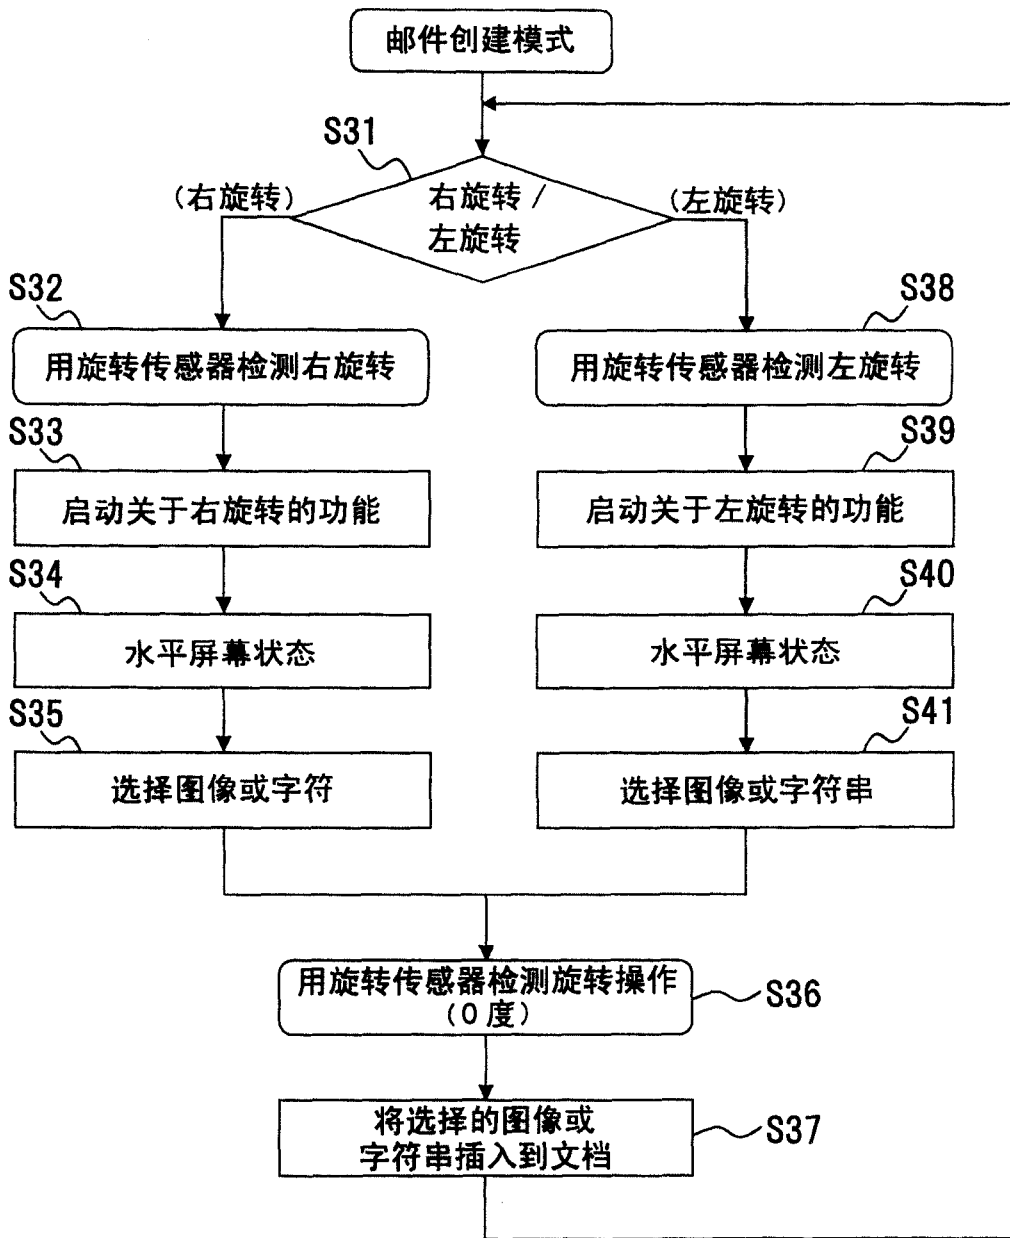 邮件创建模式
S31
(右旋转)
右旋转/
左旋转
(左旋转)
S32
用旋转传感器检测右旋转
S38
用旋转传感器检测左旋转
S33
启动关于右旋转的功能
S39
启动关于左旋转的功能
S34
水平屏幕状态
S40
水平屏幕状态
S35
选择图像或字符
S41
选择图像或字符串
用旋转传感器检测旋转操作
(0度)
S36
将选择的图像或
字符串插入到文档
S37